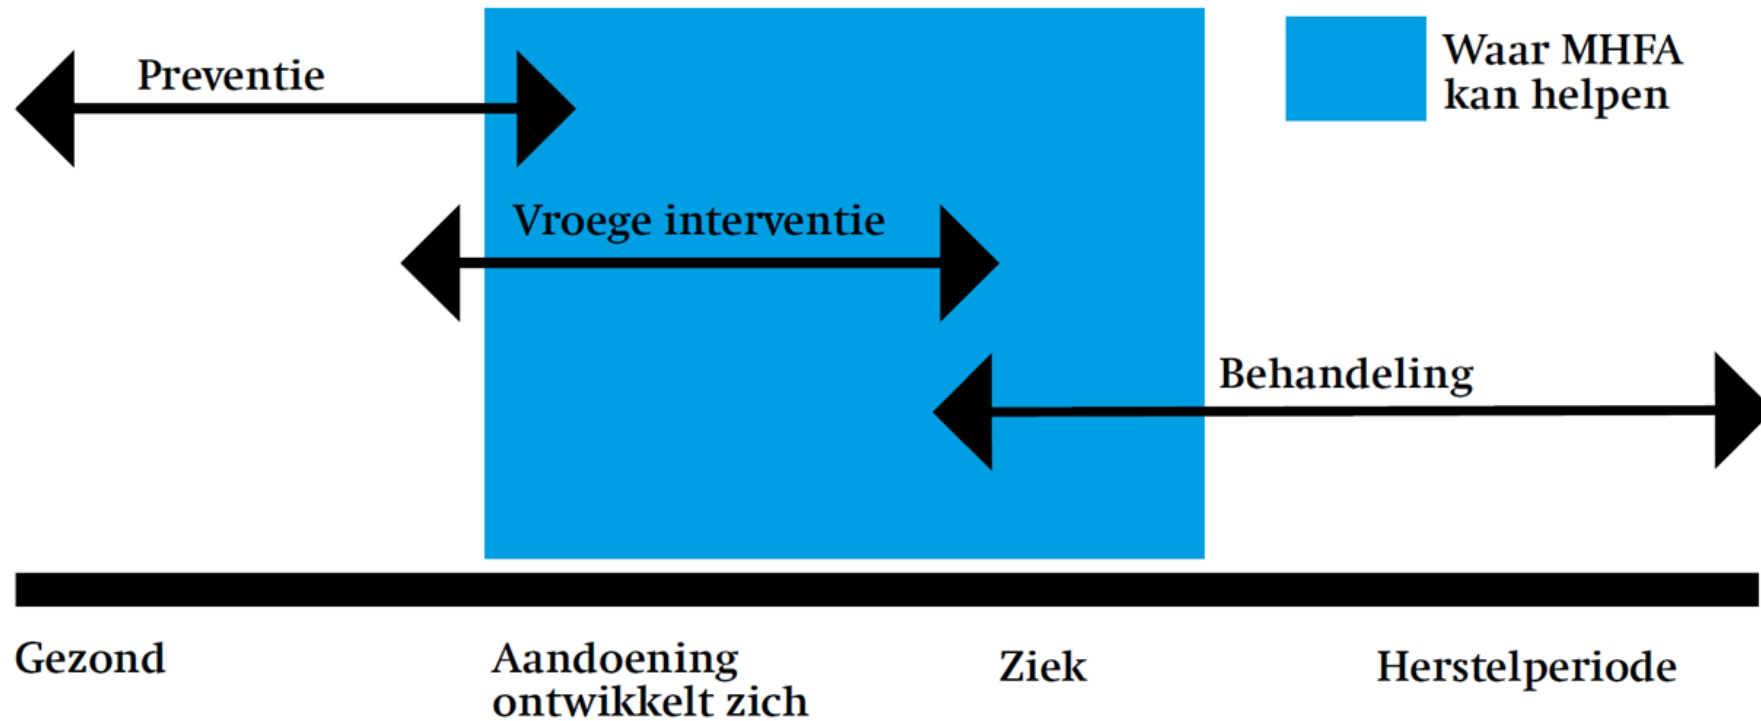 Preventie
Waar MHFA
kan helpen
Vroege interventie
Behandeling
Gezond
Aandoening
ontwikkelt zich
Ziek
Herstelperiode